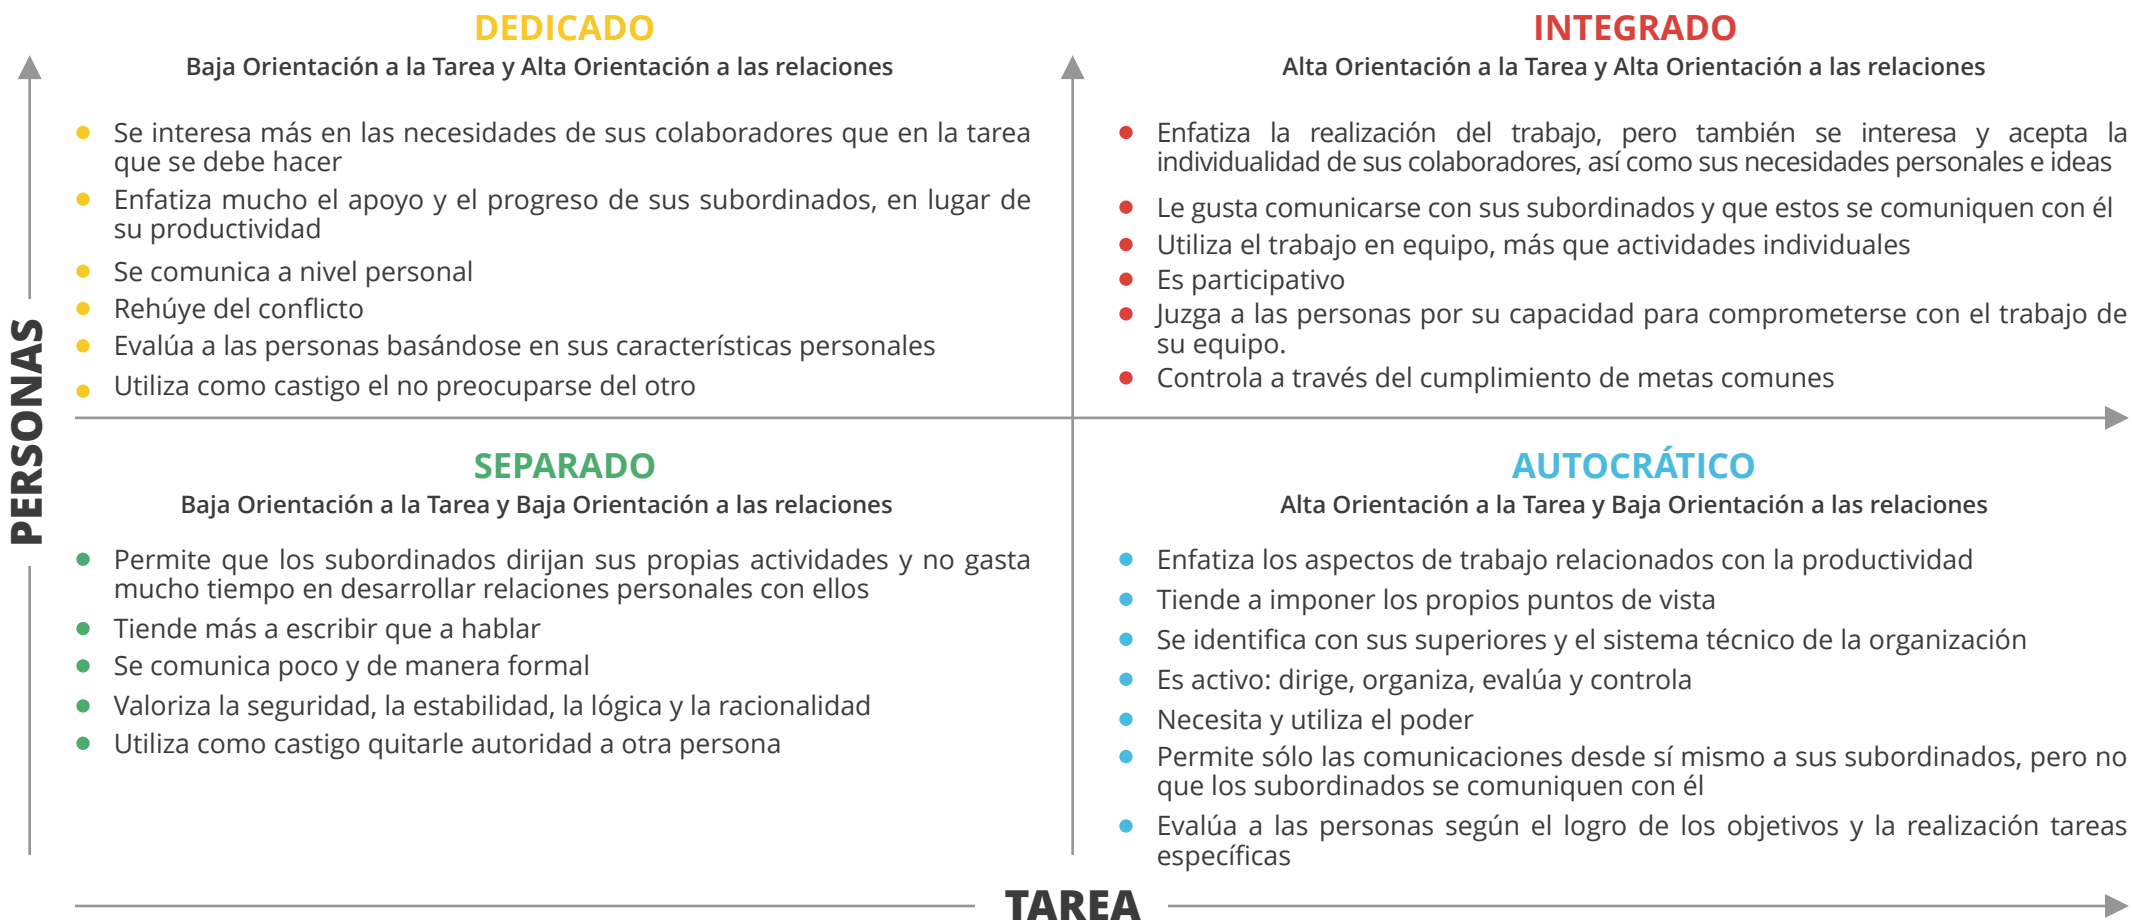 DEDICADO
Baja Orientación a la Tarea y Alta Orientación a las relaciones
Se interesa más en las necesidades de sus colaboradores que en la tarea
que se debe hacer
Enfatiza mucho el apoyo y el progreso de sus subordinados, en lugar de
su productividad
Se comunica a nivel personal
Rehúye del conflicto
Evalúa a las personas basándose en sus características personales
Utiliza como castigo el no preocuparse del otro
INTEGRADO
Alta Orientación a la Tarea y Alta Orientación a las relaciones
Enfatiza la realización del trabajo, pero también se interesa y acepta la
individualidad de sus colaboradores, así como sus necesidades personales e ideas
Le gusta comunicarse con sus subordinados y que estos se comuniquen con él
Utiliza el trabajo en equipo, más que actividades individuales
Es participativo
Juzga a las personas por su capacidad para comprometerse con el trabajo de
su equipo.
Controla a través del cumplimiento de metas comunes
PERSONAS
SEPARADO
Baja Orientación a la Tarea y Baja Orientación a las relaciones
Permite que los subordinados dirijan sus propias actividades y no gasta
mucho tiempo en desarrollar relaciones personales con ellos
Tiende más a escribir que a hablar
Se comunica poco y de manera formal
Valoriza la seguridad, la estabilidad, la lógica y la racionalidad
Utiliza como castigo quitarle autoridad a otra persona
AUTOCRÁTICO
Alta Orientación a la Tarea y Baja Orientación a las relaciones
Enfatiza los aspectos de trabajo relacionados con la productividad
Tiende a imponer los propios puntos de vista
Se identifica con sus superiores y el sistema técnico de la organización
Es activo: dirige, organiza, evalúa y controla
Necesita y utiliza el poder
Permite sólo las comunicaciones desde sí mismo a sus subordinados, pero no
que los subordinados se comuniquen con él
Evalúa a las personas según el logro de los objetivos y la realización tareas
específicas
TAREA